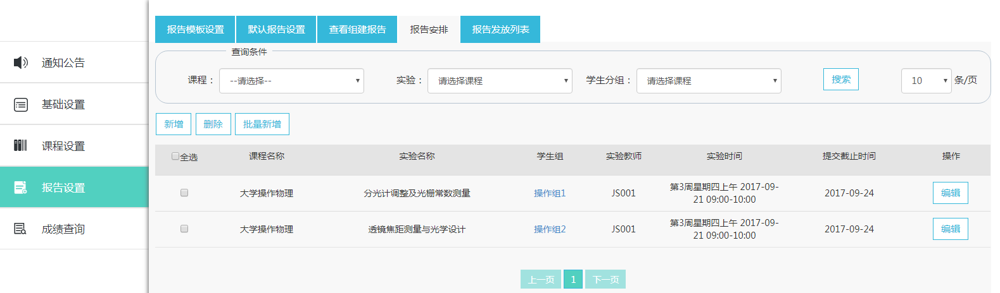 通知公告
基础设置
课程设置
报告设置
成绩查询
报告模板设置 默认报告设置 查看组建报告 报告安排 报告发放列表
查询条件
课程： --请选择-- 实验： 请选择课程 学生分组： 请选择课程 搜索 10 条/页
新增 删除 批量新增
全选 课程名称 实验名称 学生组 实验教师 实验时间 提交截止时间 操作
大学操作物理 分光计调整及光栅常数测量 操作组1 JS001 第3周星期四上午 2017-09-
21 09:00-10:00 2017-09-24 编辑
大学操作物理 透镜焦距测量与光学设计 操作组2 JS001 第3周星期四上午 2017-09-
21 09:00-10:00 2017-09-24 编辑
上一页 1 下一页